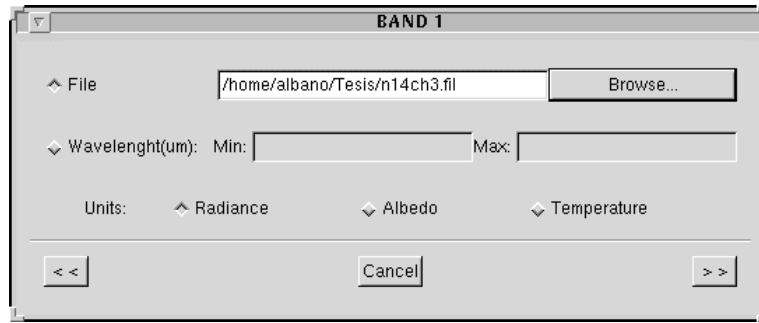 BAND 1
File /home/albano/Tesis/n14ch3.fil Browse...
Wavelenght(um): Min: Max:
Units: Radiance Albedo Temperature
< < Cancel > >